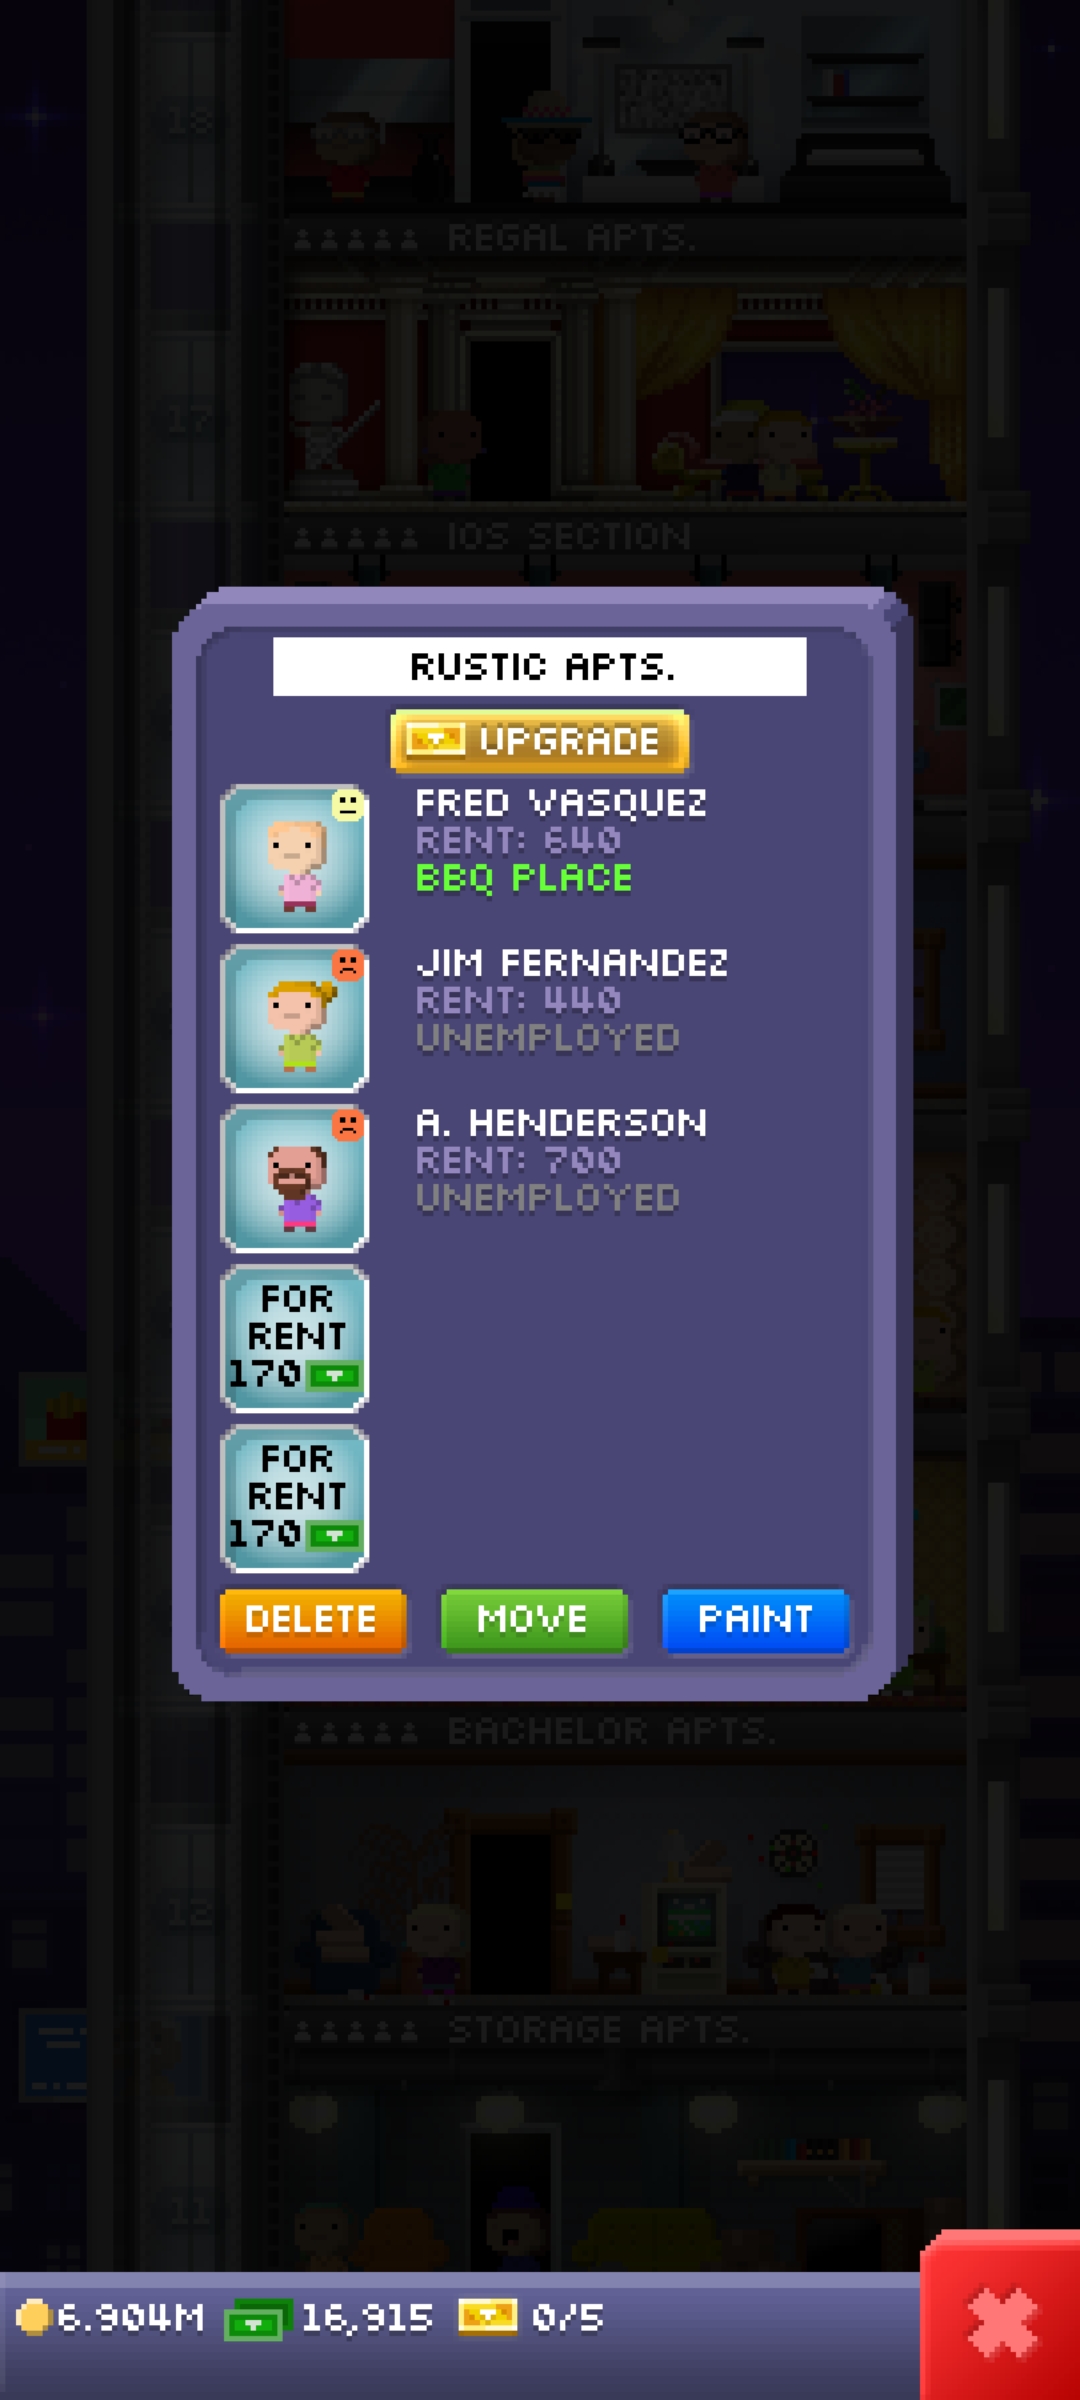 18
REGAL APTS.
17
IOS SECTION
RUSTIC APTS.
UPGRADE
FRED VASQUEZ
RENT: 640
BBQ PLACE
JIM FERNANDEZ
RENT: 440
UNEMPLOYED
A. HENDERSON
RENT: 700
UNEMPLOYED
FOR
RENT
170
FOR
RENT
170
DELETE MOVE PAINT
BACHELOR APTS.
12
STORAGE APTS.
11
6.904M 16,915 0/5